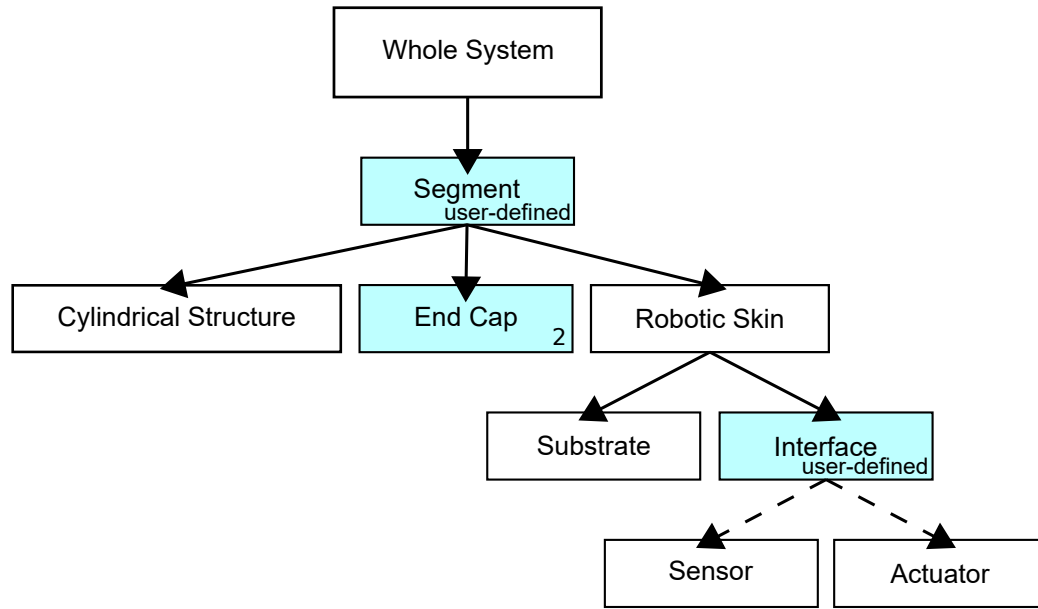 Whole System
Segment
user-defined
Cylindrical Structure
End Cap
2
Robotic Skin
Substrate
Interface
user-defined
Sensor
Actuator